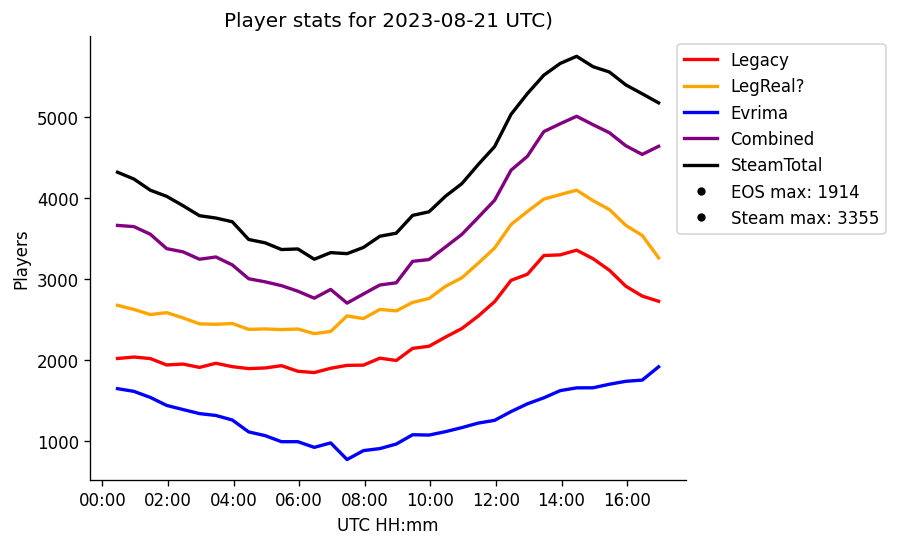 Player stats for 2023-08-21 UTC)
Legacy
LegReal?
Evrima
Combined
SteamTotal
EOS max: 1914
Steam max: 3355
Players
5000
4000
3000
2000
1000
00:00 02:00 04:00 06:00 08:00 10:00 12:00 14:00 16:00
UTC HH:mm